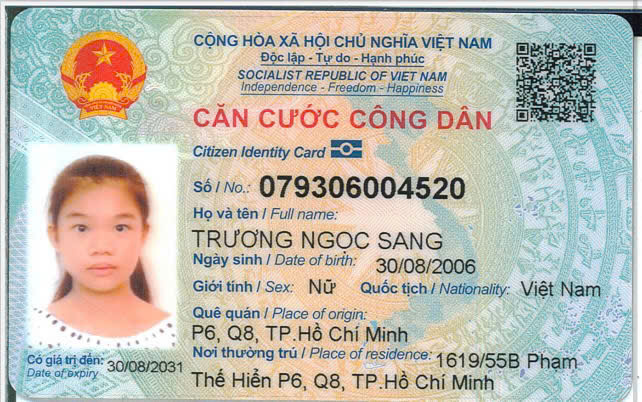 CỘNG HÒA XÃ HỘI CHỦ NGHĨA VIỆT NAM
Độc lập - Tự do - Hạnh phúc
SOCIALIST REPUBLIC OF VIET NAM
Independence - Freedom - Happiness
CĂN CƯỚC CÔNG DÂN
Citizen Identity Card
Số / No.: 079306004520
Họ và tên / Full name:
TRƯƠNG NGỌC SANG
Ngày sinh / Date of birth: 30/08/2006
Giới tính / Sex: Nữ Quốc tịch / Nationality: Việt Nam
Quê quán / Place of origin:
P6, Q8, TP.Hồ Chí Minh
Nơi thường trú / Place of residence: 1619/55B Phạm
Thế Hiển P6, Q8, TP.Hồ Chí Minh
Có giá trị đến: 30/08/2031
Date of expiry
VIỆT NAM